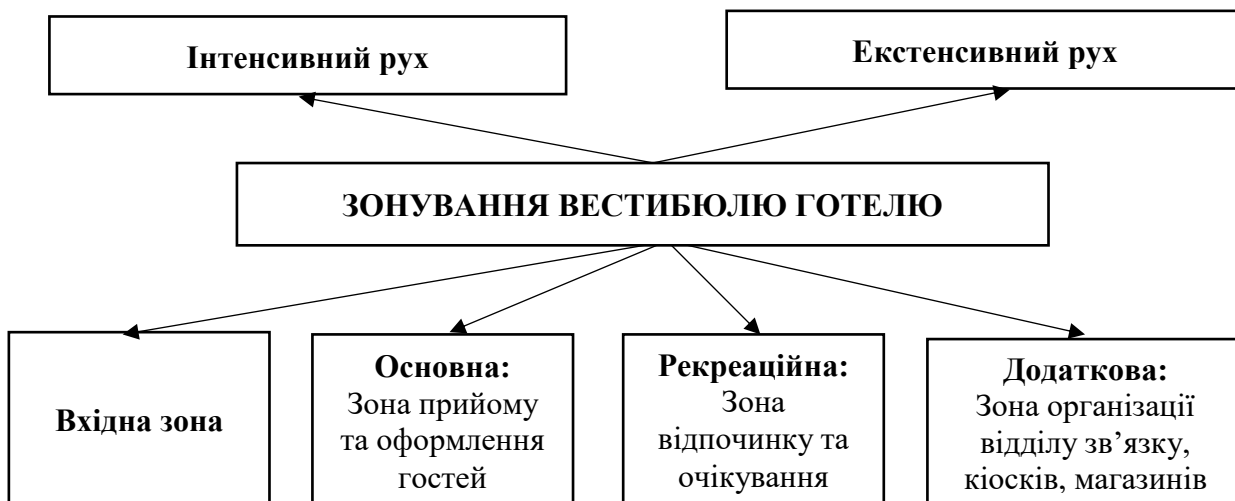 Інтенсивний рух
Екстенсивний рух
ЗОНУВАННЯ ВЕСТИБЮЛЮ ГОТЕЛЮ
Вхідна зона
Основна:
Зона прийому
та оформлення
гостей
Рекреаційна:
Зона
відпочинку та
очікування
Додаткова:
Зона організації
відділу зв’язку,
кіосків, магазинів